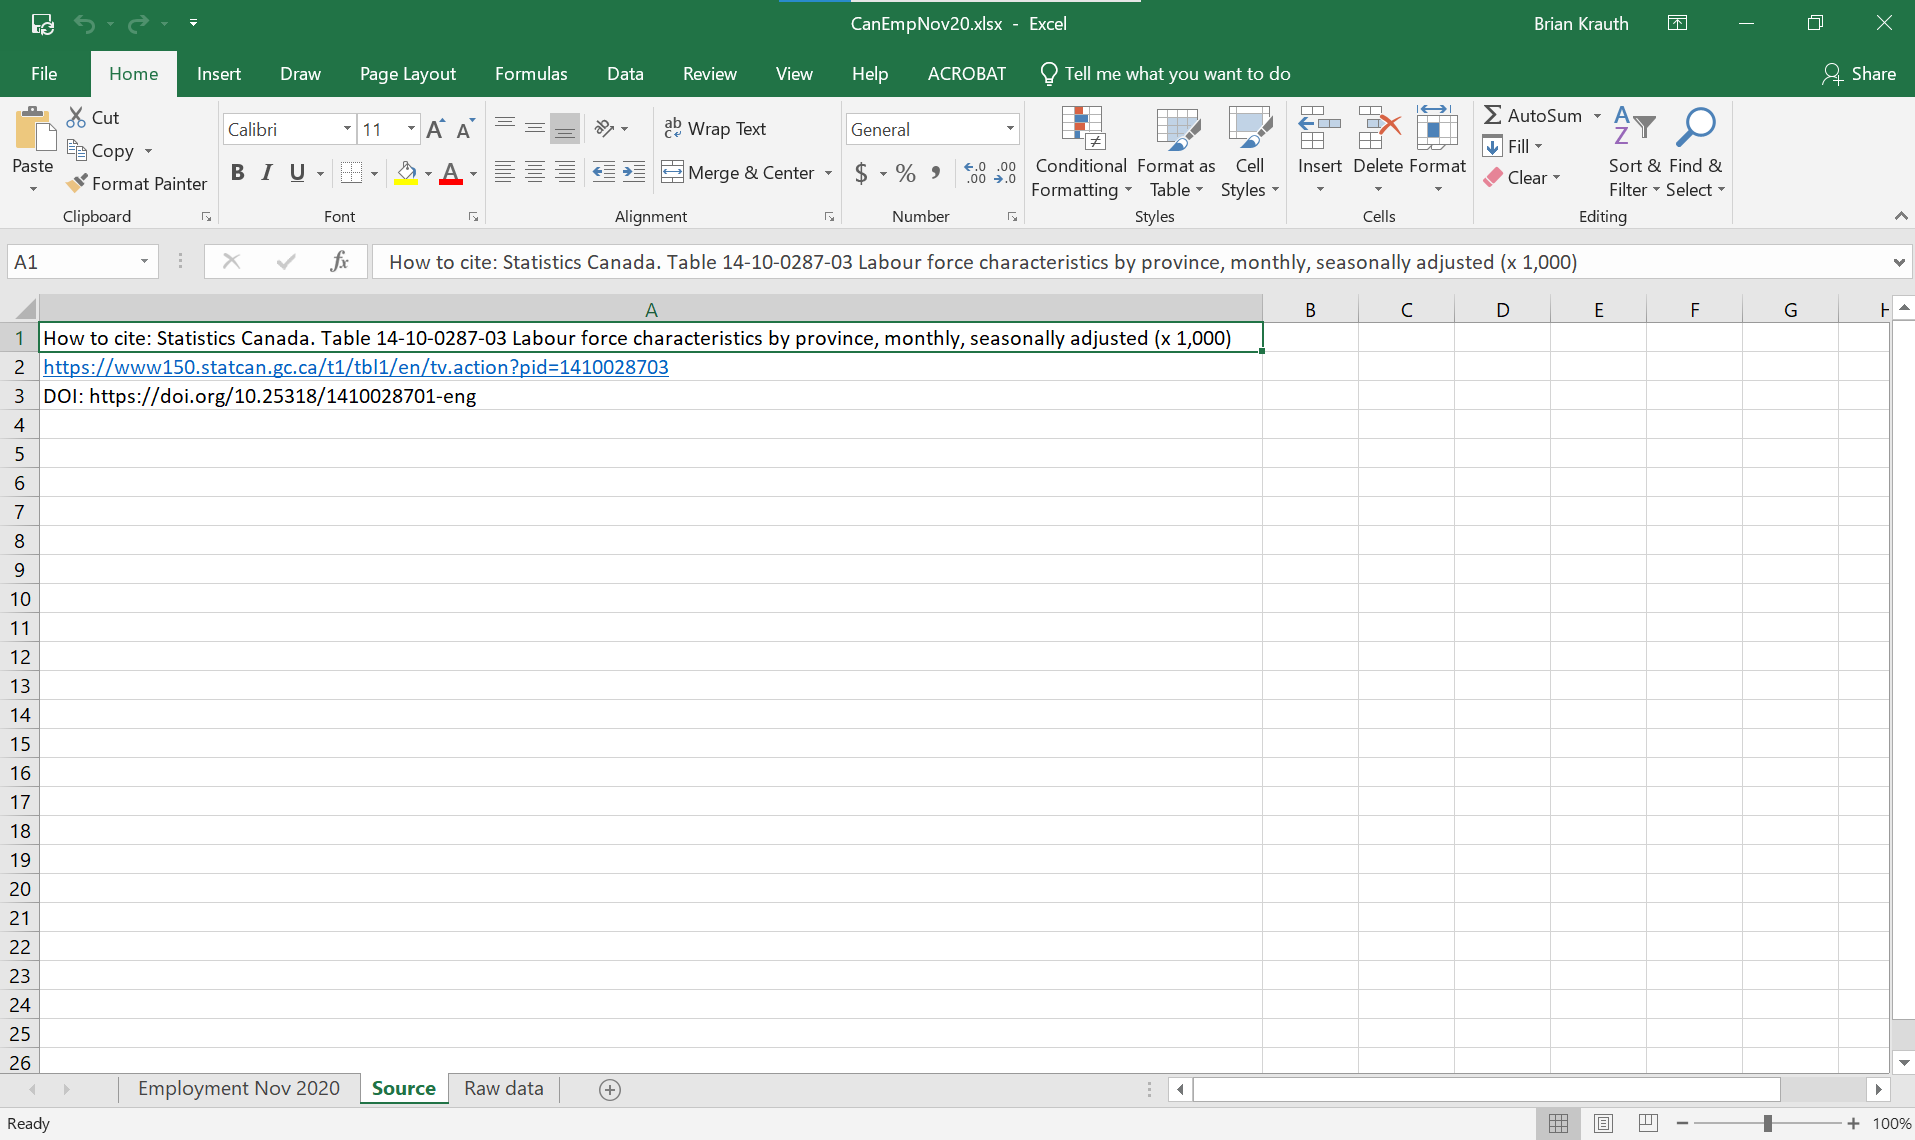 CanEmpNov20.xlsx - Excel
Brian Krauth
File Home Insert Draw Page Layout Formulas Data Review View Help ACROBAT Tell me what you want to do Share
Paste
Cut
Copy
Format Painter
Clipboard
Calibri 11
B I U A
Font
ab Wrap Text
Merge & Center
Alignment
General
$ % , .0 .00
Number
Conditional Formatting
Format as Table
Cell Styles
Styles
Insert Delete Format
Cells
AutoSum
Fill
Clear
Sort & Filter
Find & Select
Editing
A1
fx
How to cite: Statistics Canada. Table 14-10-0287-03 Labour force characteristics by province, monthly, seasonally adjusted (x 1,000)
A B C D E F G H
1 How to cite: Statistics Canada. Table 14-10-0287-03 Labour force characteristics by province, monthly, seasonally adjusted (x 1,000)
2 https://www150.statcan.gc.ca/t1/tbl1/en/tv.action?pid=1410028703
3 DOI: https://doi.org/10.25318/1410028701-eng
4
5
6
7
8
9
10
11
12
13
14
15
16
17
18
19
20
21
22
23
24
25
26
Employment Nov 2020 Source Raw data
Ready
100%